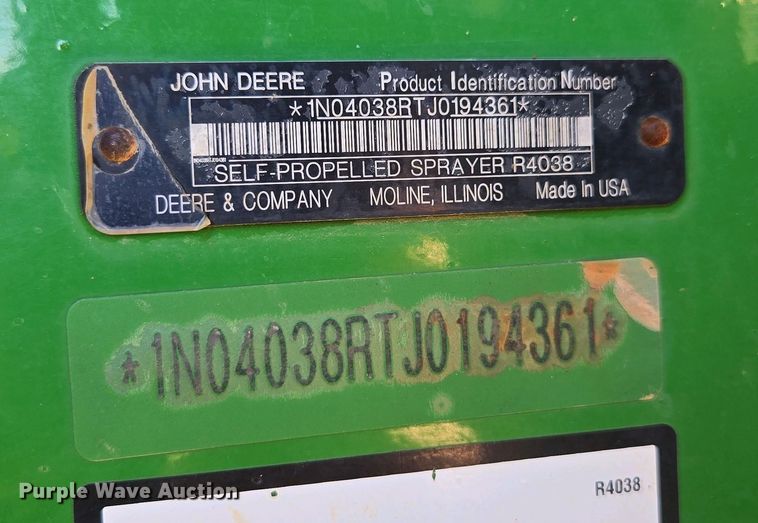 JOHN DEERE Product Identification Number
*1N04038RTJ0194361*
SELF-PROPELLED SPRAYER R4038
DEERE & COMPANY MOLINE, ILLINOIS Made In USA
*1N04038RTJ0194361*
R4038
Purple Wave Auction